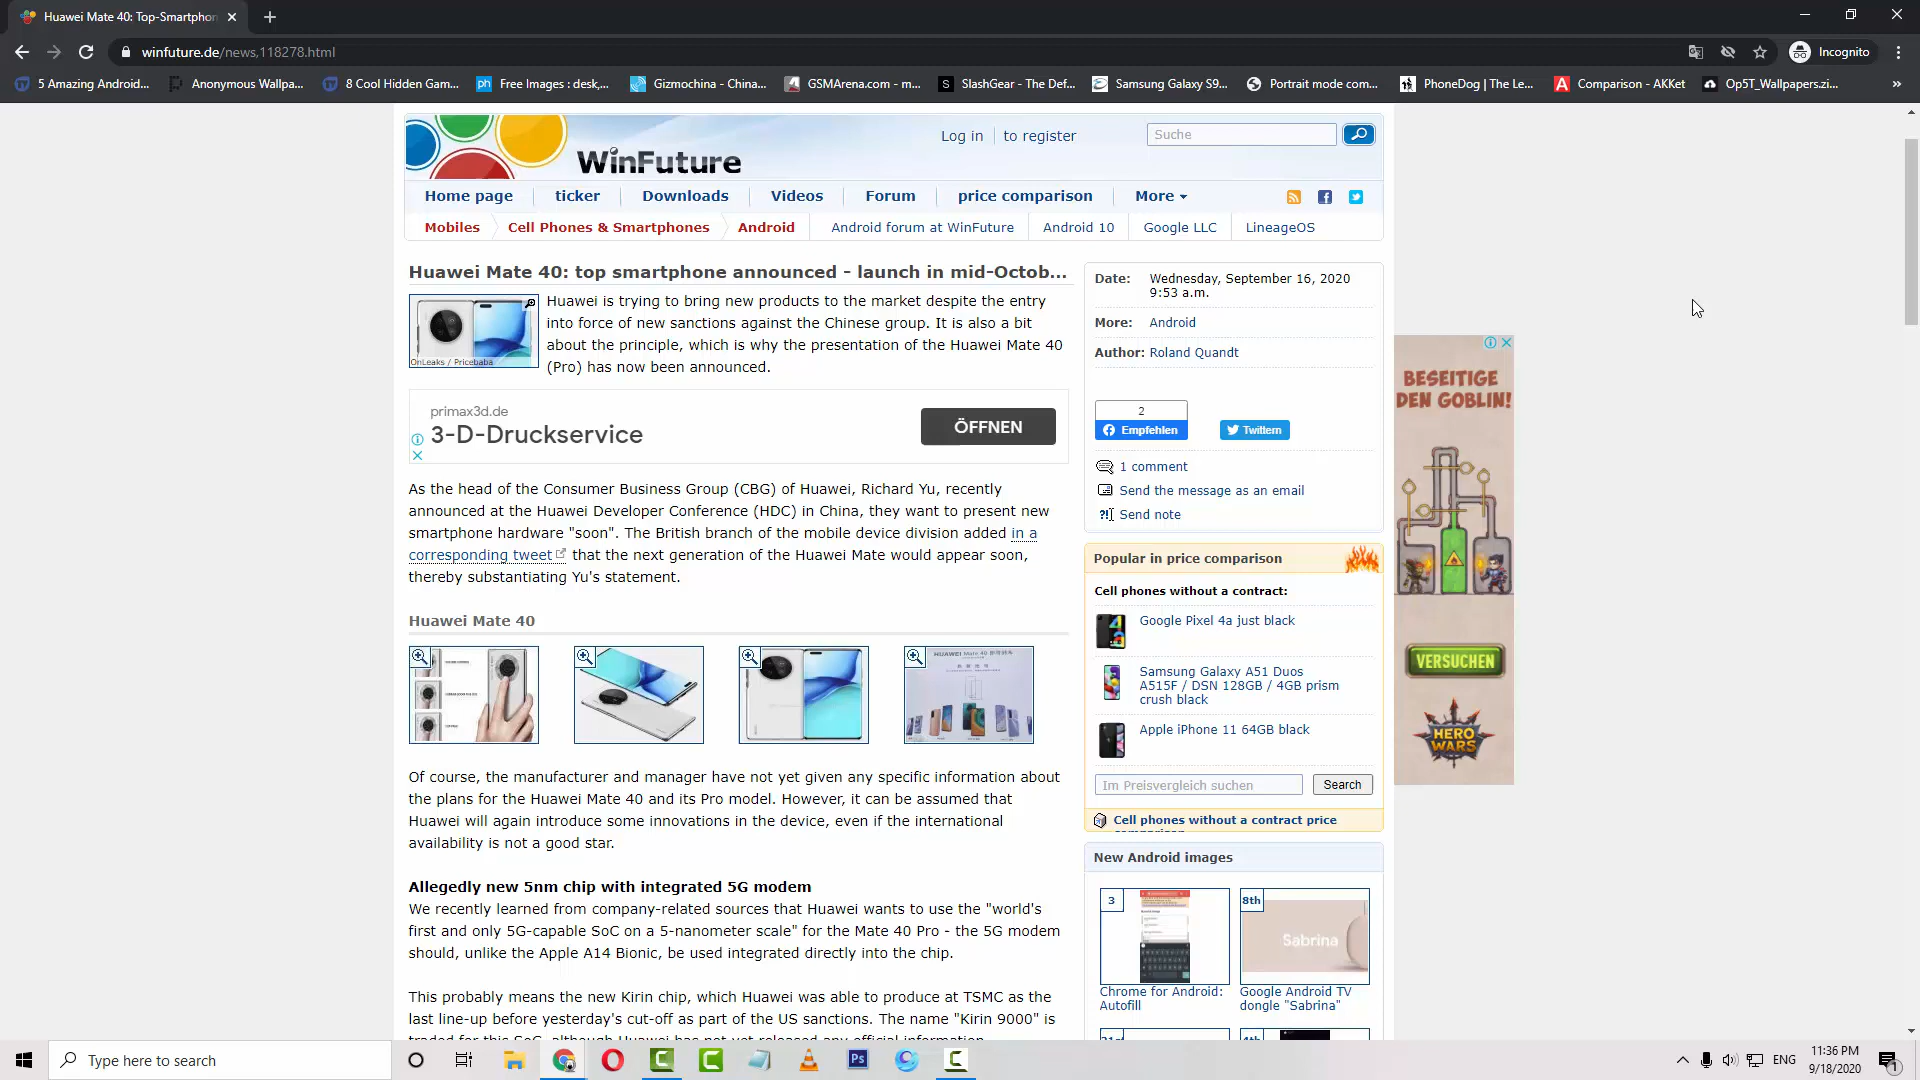 Huawei Mate 40: Top-Smartphon
winfuture.de/news,118278.html
Incognito
5 Amazing Android...
Anonymous Wallpa...
8 Cool Hidden Gam...
ph
Free Images : desk,...
Gizmochina - China...
GSMArena.com - m...
S
SlashGear - The Def...
Samsung Galaxy S9...
Portrait mode com...
PhoneDog | The Le...
Comparison - AKKet
Op5T_Wallpapers.zi...
»
WinFuture
Log in
to register
Suche
Home page
ticker
Downloads
Videos
Forum
price comparison
More
Mobiles
Cell Phones & Smartphones
Android
Android forum at WinFuture
Android 10
Google LLC
LineageOS
Huawei Mate 40: top smartphone announced - launch in mid-Octob...
OnLeaks / Pricebaba
Huawei is trying to bring new products to the market despite the entry
into force of new sanctions against the Chinese group. It is also a bit
about the principle, which is why the presentation of the Huawei Mate 40
(Pro) has now been announced.
primax3d.de
3-D-Druckservice
ÖFFNEN
As the head of the Consumer Business Group (CBG) of Huawei, Richard Yu, recently
announced at the Huawei Developer Conference (HDC) in China, they want to present new
smartphone hardware "soon". The British branch of the mobile device division added in a
corresponding tweet that the next generation of the Huawei Mate would appear soon,
thereby substantiating Yu's statement.
Huawei Mate 40
HUAWEI Mate 40
Of course, the manufacturer and manager have not yet given any specific information about
the plans for the Huawei Mate 40 and its Pro model. However, it can be assumed that
Huawei will again introduce some innovations in the device, even if the international
availability is not a good star.
Allegedly new 5nm chip with integrated 5G modem
We recently learned from company-related sources that Huawei wants to use the "world's
first and only 5G-capable SoC on a 5-nanometer scale" for the Mate 40 Pro - the 5G modem
should, unlike the Apple A14 Bionic, be used integrated directly into the chip.
This probably means the new Kirin chip, which Huawei was able to produce at TSMC as the
last line-up before yesterday's cut-off as part of the US sanctions. The name "Kirin 9000" is
traded for this SoC, although Huawei has not yet released any official information
Date: Wednesday, September 16, 2020
9:53 a.m.
More: Android
Author: Roland Quandt
2
Empfehlen
Twittern
1 comment
Send the message as an email
Send note
Popular in price comparison
Cell phones without a contract:
Google Pixel 4a just black
Samsung Galaxy A51 Duos
A515F / DSN 128GB / 4GB prism
crush black
Apple iPhone 11 64GB black
Im Preisvergleich suchen
Search
Cell phones without a contract price
comparison
New Android images
3
8th
Sabrina
Chrome for Android:
Autofill
Google Android TV
dongle "Sabrina"
21st
4th
BESEITIGE
DEN GOBLIN!
VERSUCHEN
HERO
WARS
Type here to search
Ps
ENG
11:36 PM
9/18/2020
1